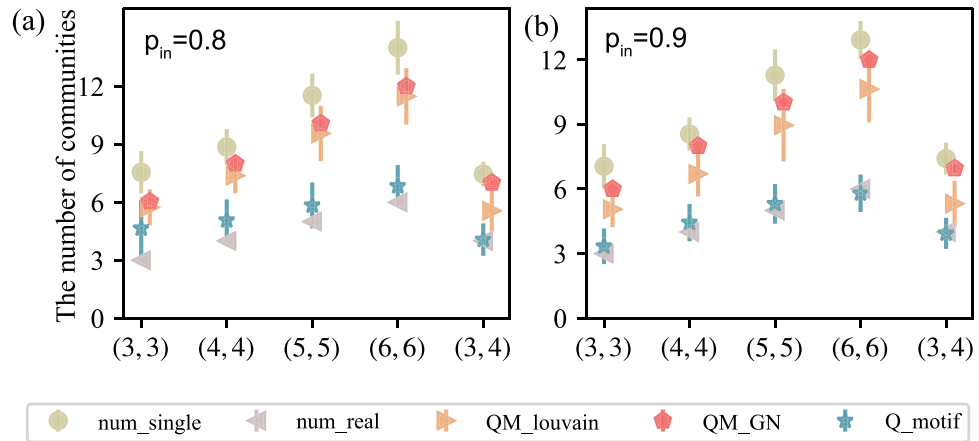 (a)
p_in=0.8
The number of communities
12
9
6
3
0
(3, 3) (4, 4) (5, 5) (6, 6) (3, 4)
(b)
p_in=0.9
12
9
6
3
0
(3, 3) (4, 4) (5, 5) (6, 6) (3, 4)
num_single num_real QM_louvain QM_GN Q_motif